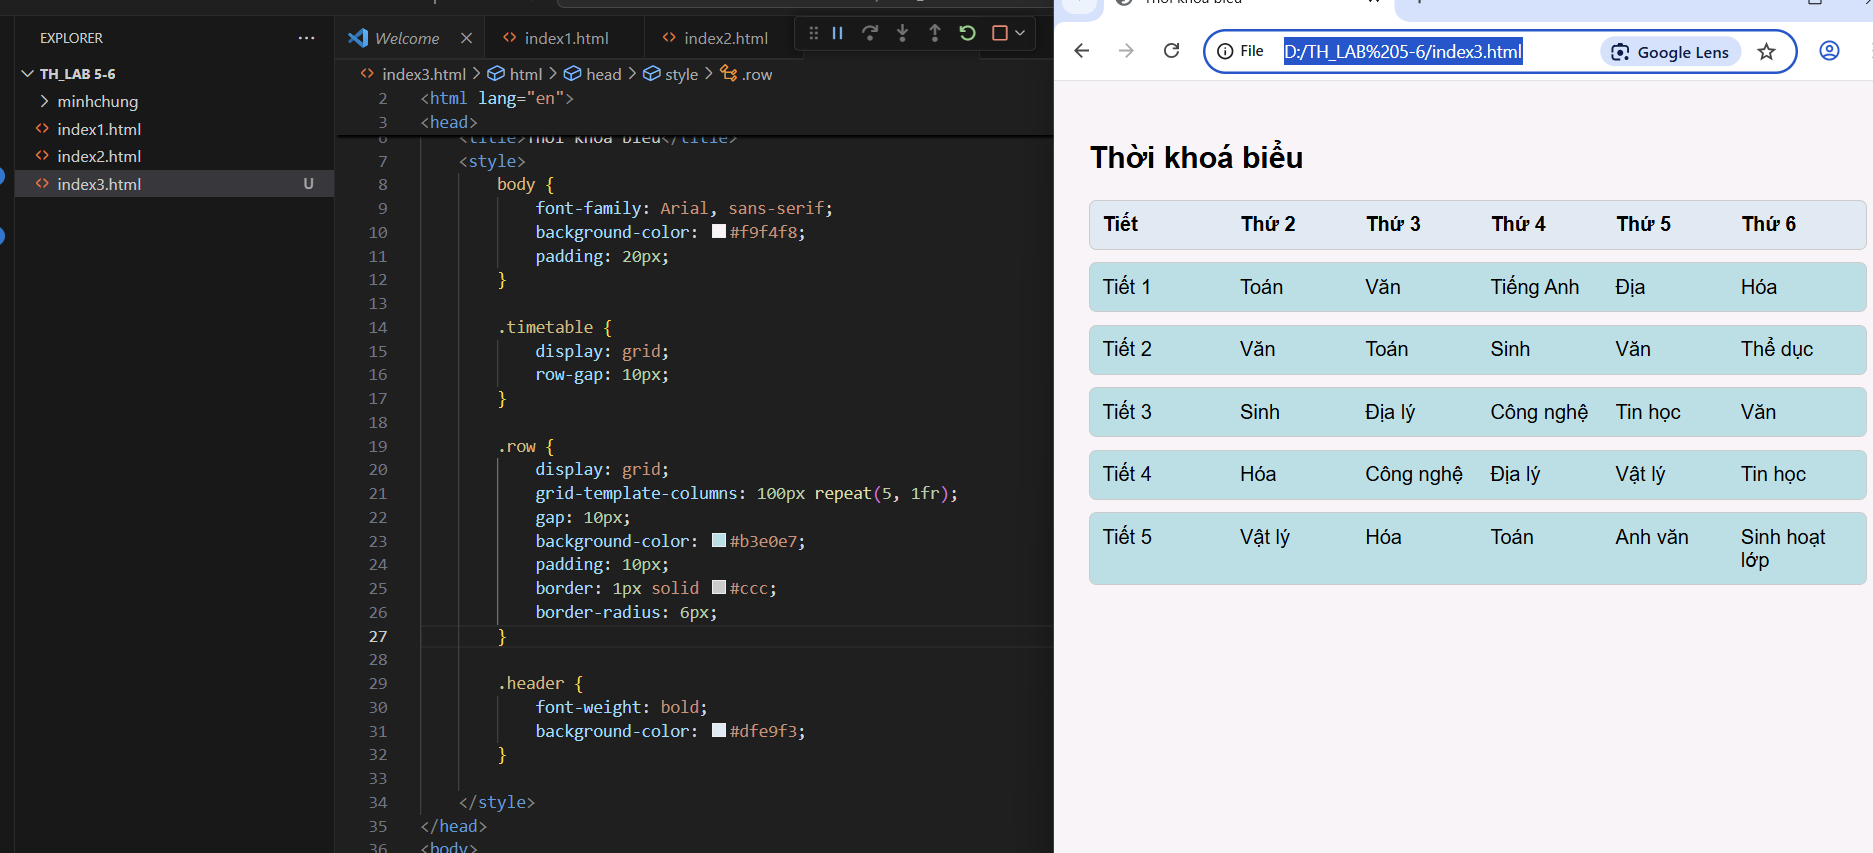 EXPLORER
TH_LAB 5-6
minhchung
index1.html
index2.html
index3.html U
Welcome
index1.html
index2.html
index3.html > html > head > style > .row
2 <html lang="en">
3 <head>
6 <title>Thời khoá biểu</title>
7 <style>
8 body {
9 font-family: Arial, sans-serif;
10 background-color: #f9f4f8;
11 padding: 20px;
12 }
13
14 .timetable {
15 display: grid;
16 row-gap: 10px;
17 }
18
19 .row {
20 display: grid;
21 grid-template-columns: 100px repeat(5, 1fr);
22 gap: 10px;
23 background-color: #b3e0e7;
24 padding: 10px;
25 border: 1px solid #ccc;
26 border-radius: 6px;
27 }
28
29 .header {
30 font-weight: bold;
31 background-color: #dfe9f3;
32 }
33
34 </style>
35 </head>
36 <body>
Thời khoá biểu
File D:/TH_LAB%205-6/index3.html Google Lens
Thời khoá biểu
Tiết Thứ 2 Thứ 3 Thứ 4 Thứ 5 Thứ 6
Tiết 1 Toán Văn Tiếng Anh Địa Hóa
Tiết 2 Văn Toán Sinh Văn Thể dục
Tiết 3 Sinh Địa lý Công nghệ Tin học Văn
Tiết 4 Hóa Công nghệ Địa lý Vật lý Tin học
Tiết 5 Vật lý Hóa Toán Anh văn Sinh hoạt
lớp